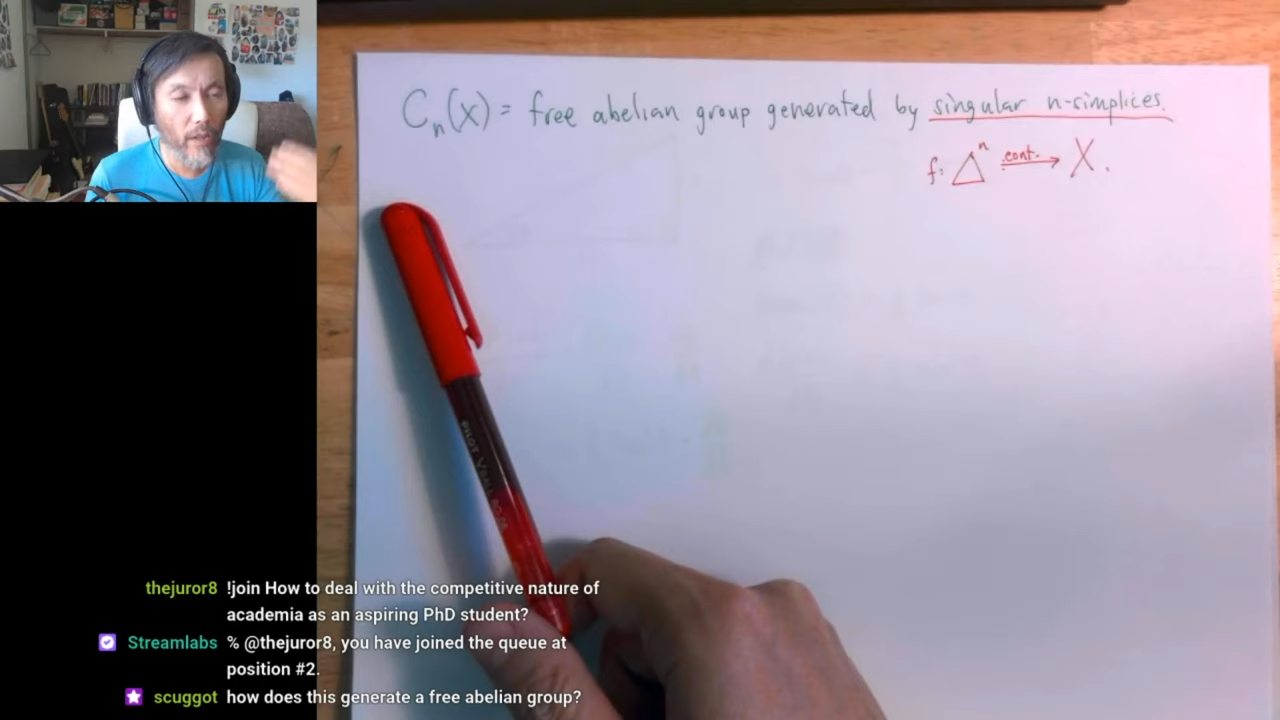 Cₙ(X) = free abelian group generated by singular n-simplices.
f: Δⁿ cont. → X.
PILOT
thejuror8 !join How to deal with the competitive nature of
academia as an aspiring PhD student?
Streamlabs % @thejuror8, you have joined the queue at
position #2.
scuggot how does this generate a free abelian group?